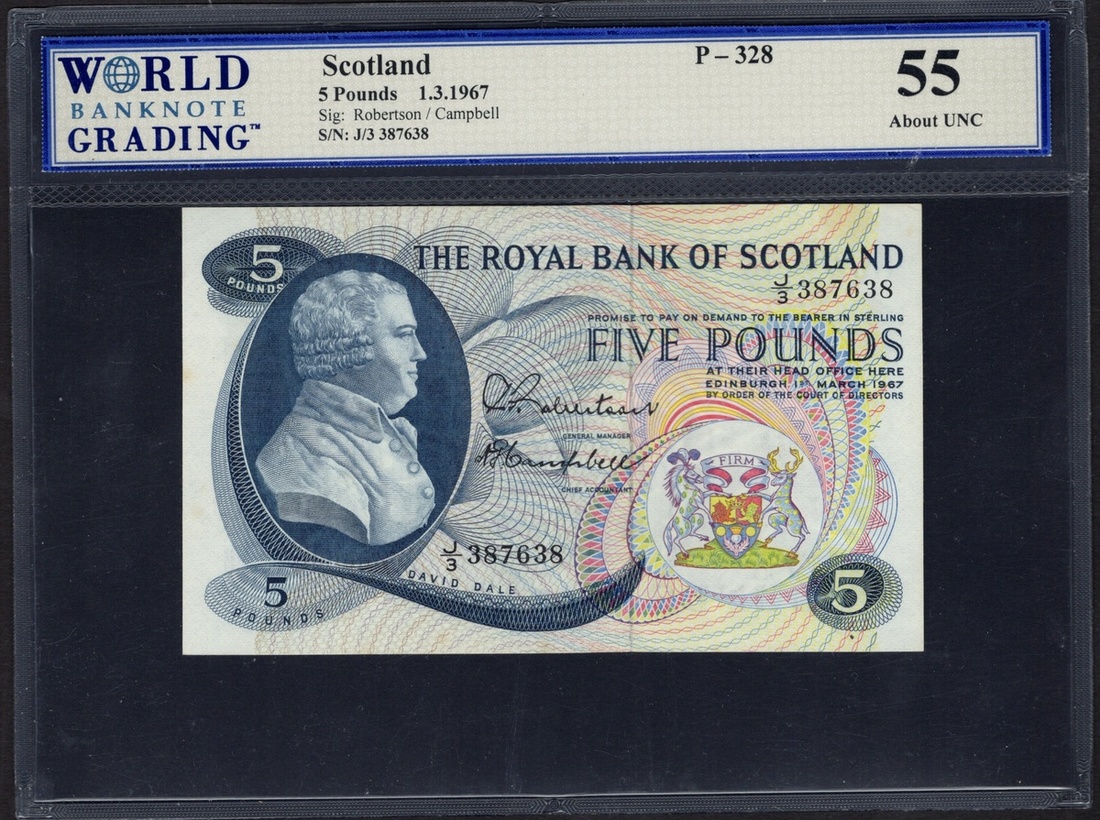 WORLD
BANKNOTE
GRADING™
Scotland
5 Pounds 1.3.1967
Sig: Robertson / Campbell
S/N: J/3 387638
P – 328
55
About UNC
5
POUNDS
THE ROYAL BANK OF SCOTLAND
J/3 387638
PROMISE TO PAY ON DEMAND TO THE BEARER IN STERLING
FIVE POUNDS
AT THEIR HEAD OFFICE HERE
EDINBURGH 1ST MARCH 1967
BY ORDER OF THE COURT OF DIRECTORS
Robertson
GENERAL MANAGER
Campbell
CHIEF ACCOUNTANT
FIRM
J/3 387638
DAVID DALE
5
POUNDS
5